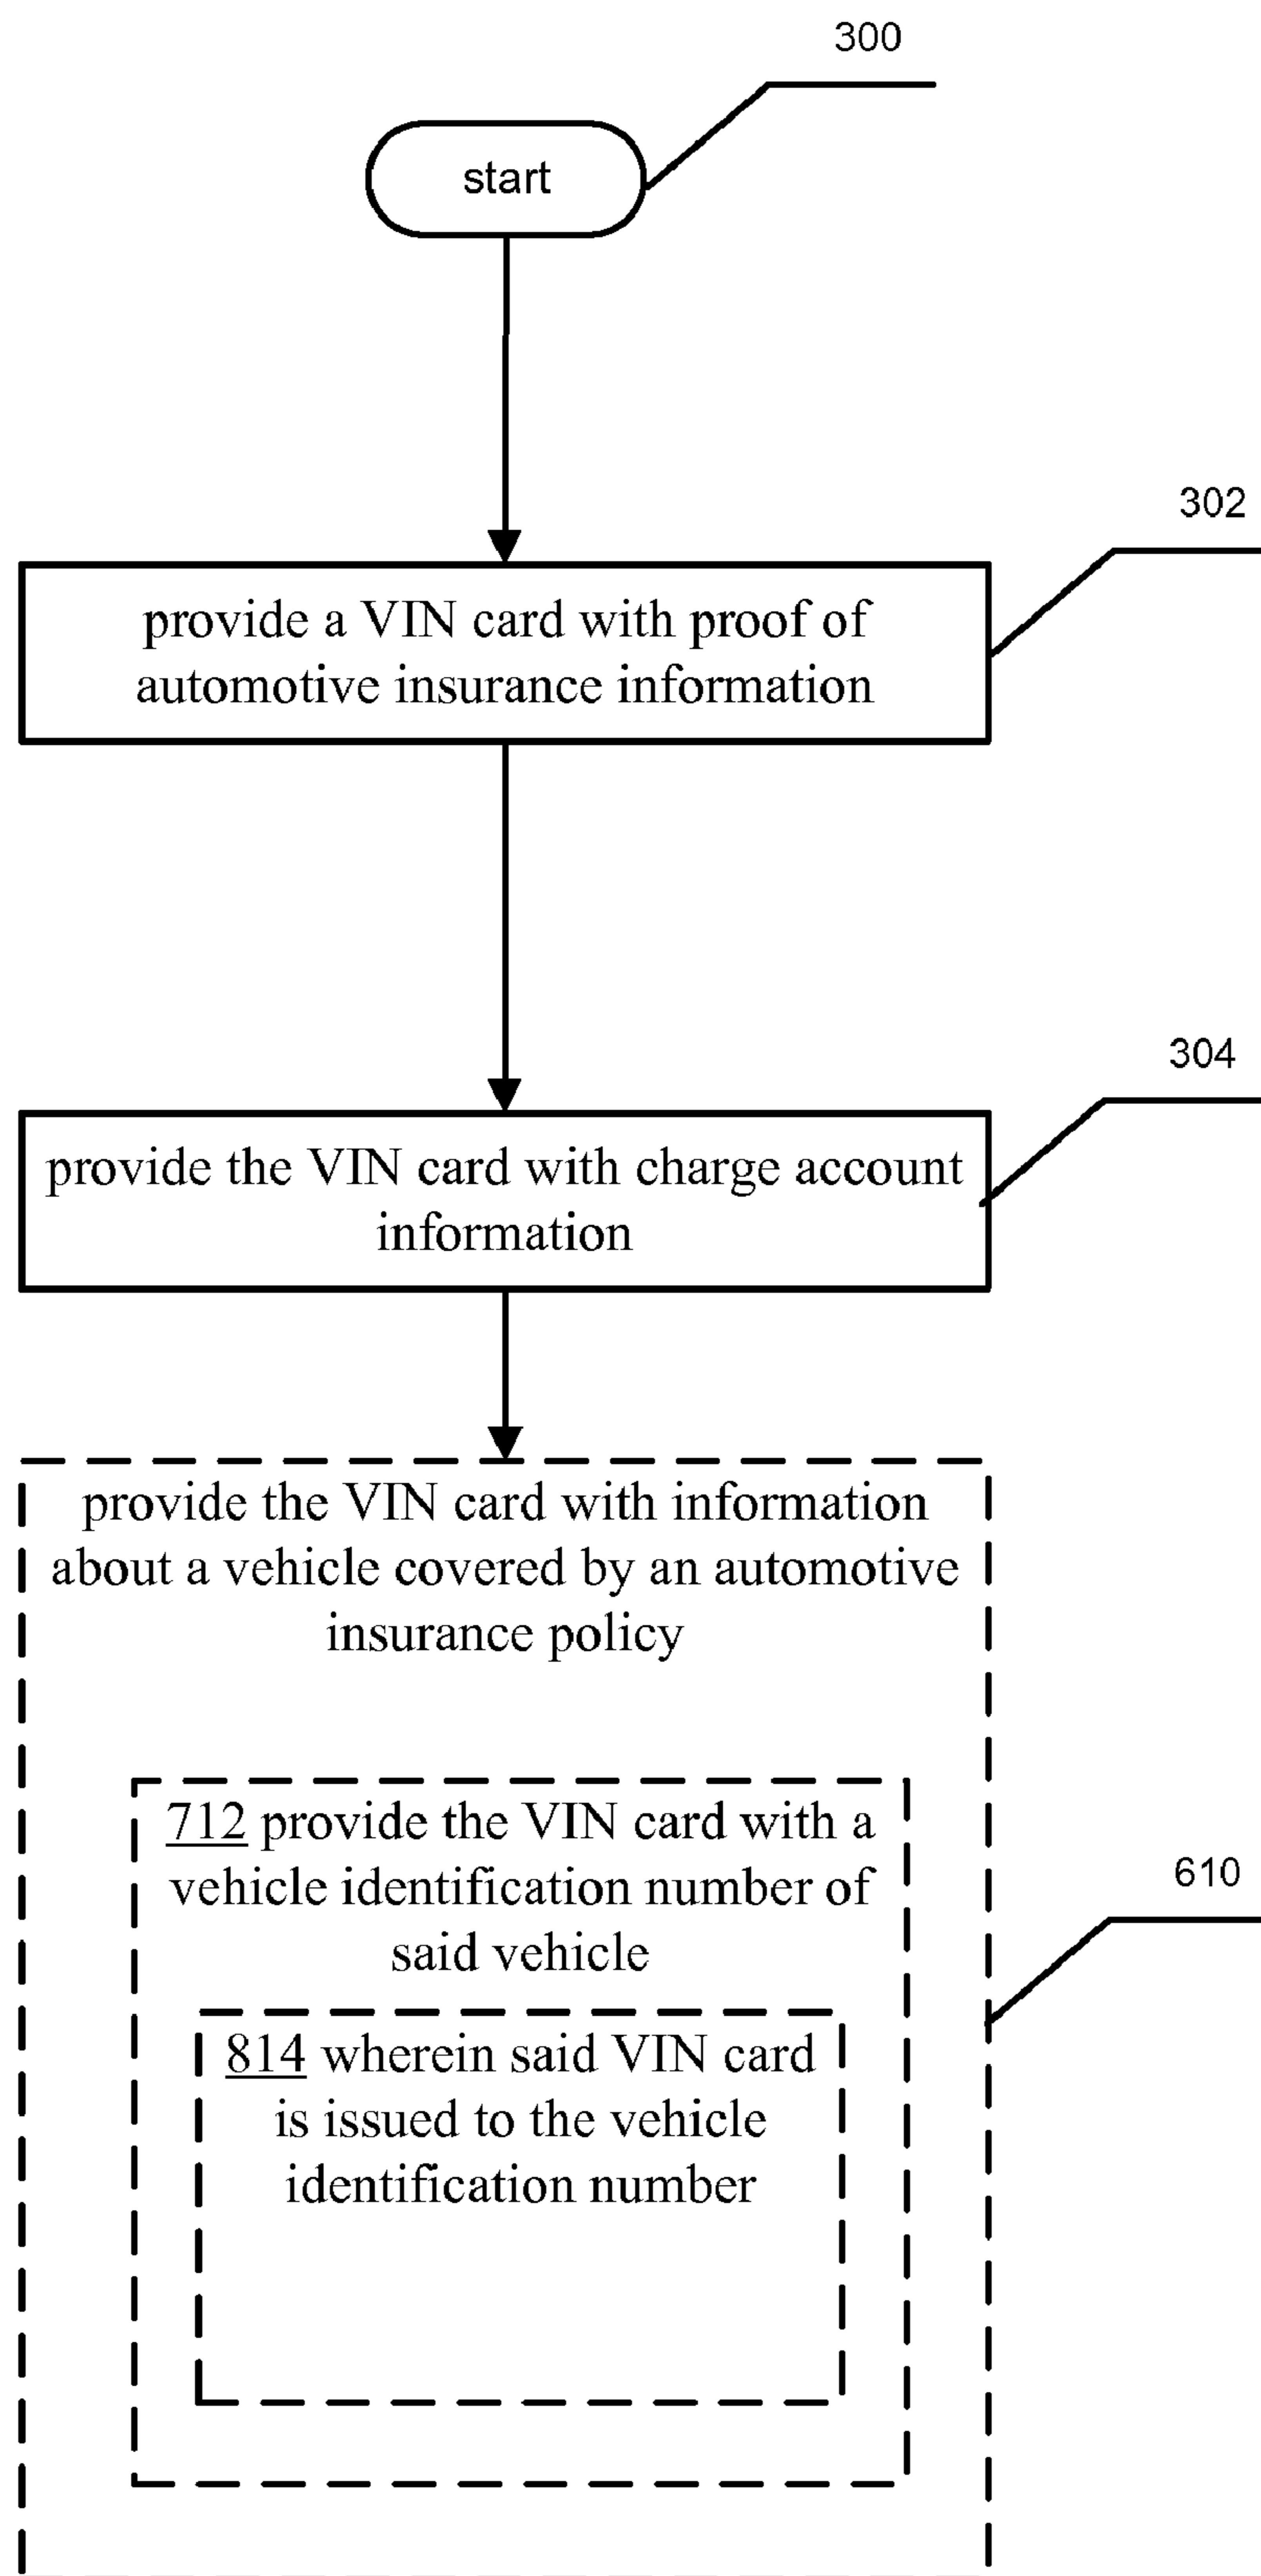 300
start
302
provide a VIN card with proof of
automotive insurance information
304
provide the VIN card with charge account
information
provide the VIN card with information
about a vehicle covered by an automotive
insurance policy
712 provide the VIN card with a
vehicle identification number of
said vehicle
610
814 wherein said VIN card
is issued to the vehicle
identification number